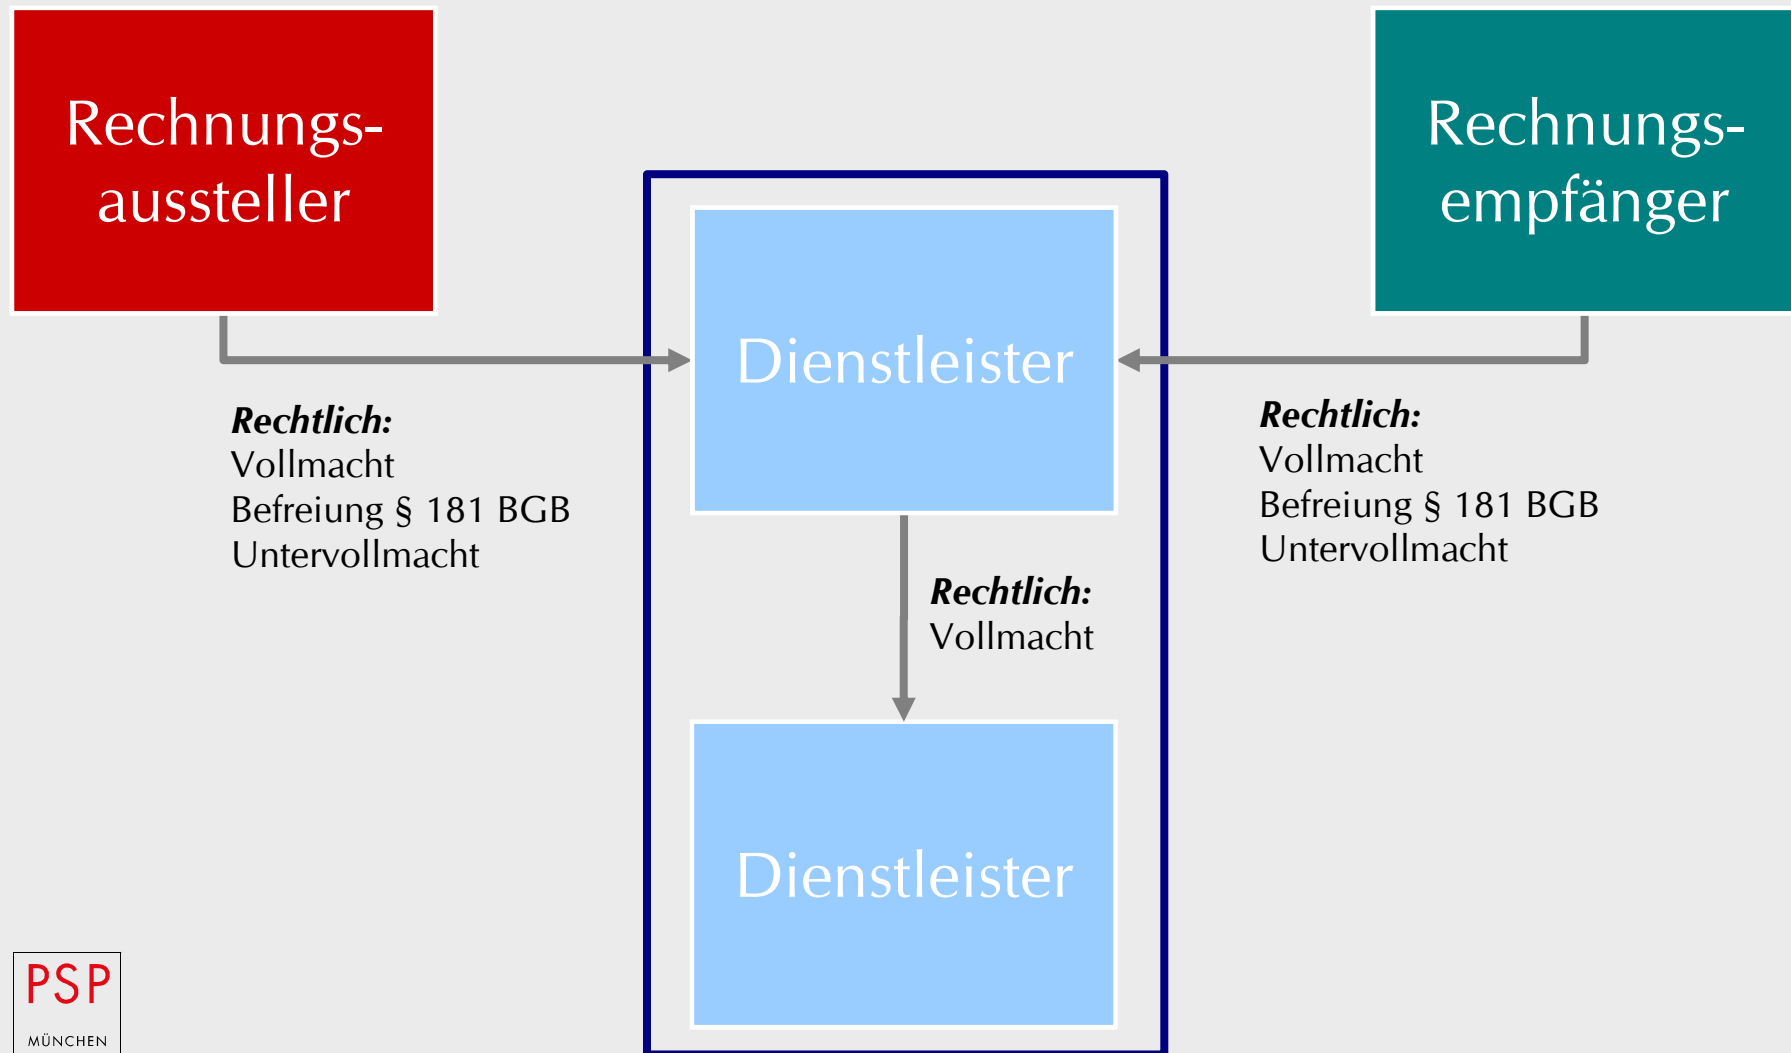 Rechnungs-
aussteller
Rechnungs-
empfänger
Dienstleister
Rechtlich:
Vollmacht
Befreiung § 181 BGB
Untervollmacht
Rechtlich:
Vollmacht
Befreiung § 181 BGB
Untervollmacht
Rechtlich:
Vollmacht
Dienstleister
PSP
MÜNCHEN